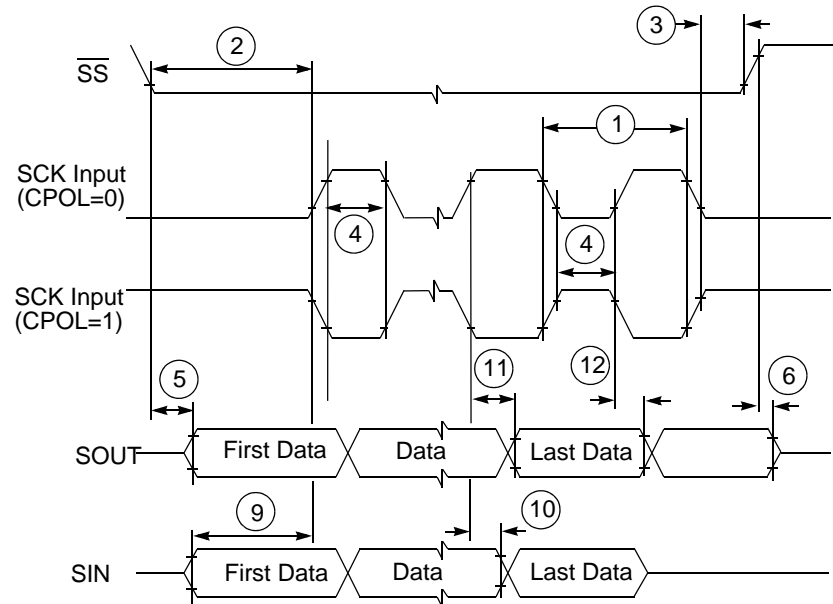 2
3
SS
1
SCK Input
(CPOL=0)
4
4
SCK Input
(CPOL=1)
5
11
12
6
SOUT
First Data
Data
Last Data
9
10
SIN
First Data
Data
Last Data